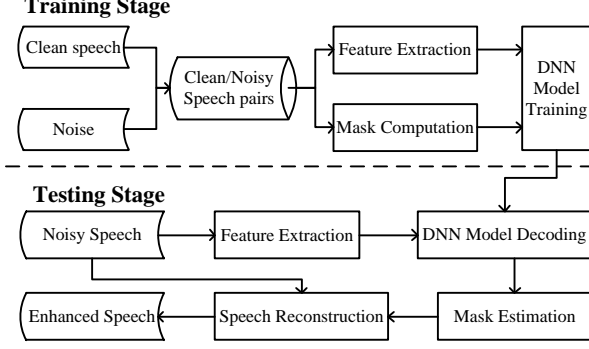 Training Stage
Clean speech
Noise
Clean/Noisy
Speech pairs
Feature Extraction
Mask Computation
DNN
Model
Training
Testing Stage
Noisy Speech
Feature Extraction
DNN Model Decoding
Enhanced Speech
Speech Reconstruction
Mask Estimation